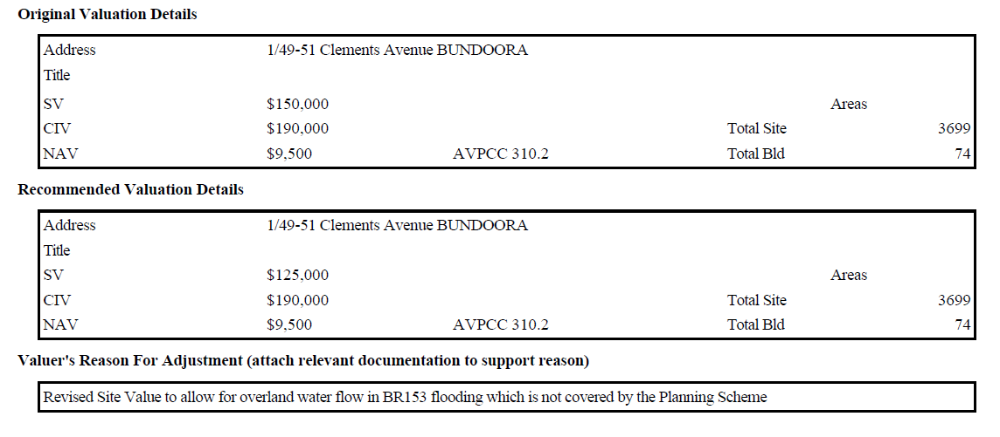 Original Valuation Details
Address 1/49-51 Clements Avenue BUNDOORA
Title
SV $150,000 Areas
CIV $190,000 Total Site 3699
NAV $9,500 AVPCC 310.2 Total Bld 74
Recommended Valuation Details
Address 1/49-51 Clements Avenue BUNDOORA
Title
SV $125,000 Areas
CIV $190,000 Total Site 3699
NAV $9,500 AVPCC 310.2 Total Bld 74
Valuer's Reason For Adjustment (attach relevant documentation to support reason)
Revised Site Value to allow for overland water flow in BR153 flooding which is not covered by the Planning Scheme